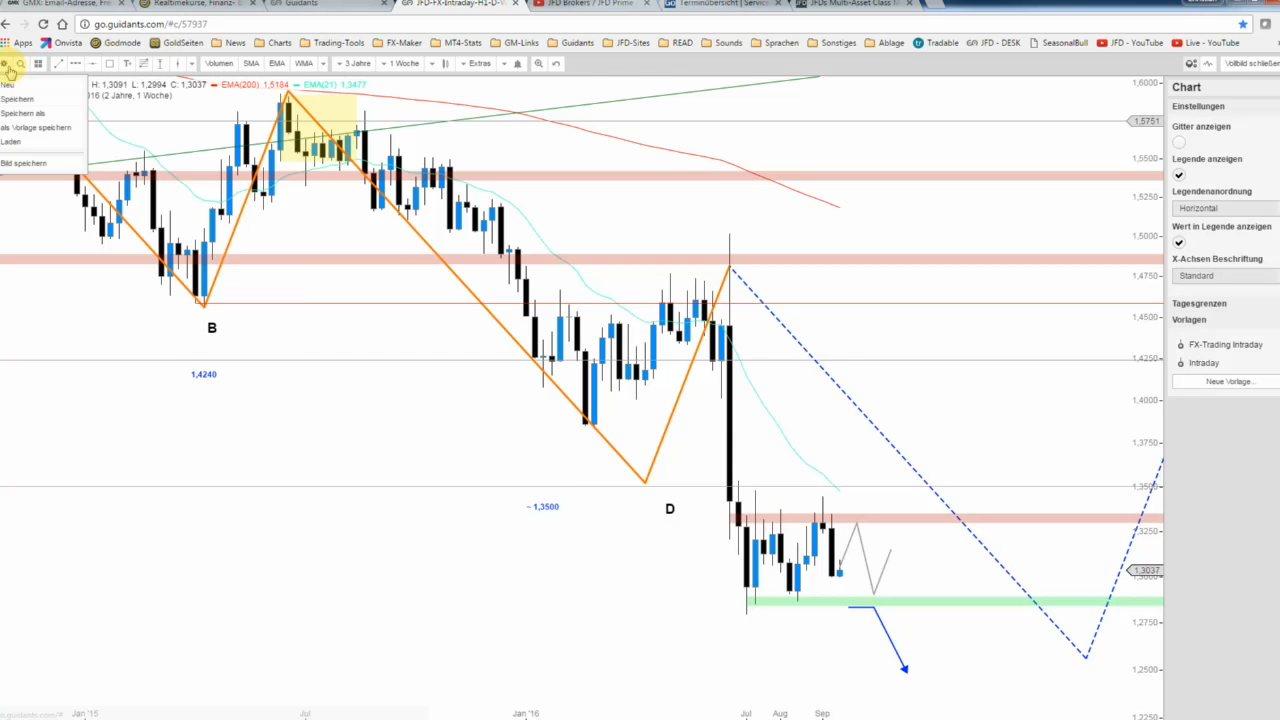 GMX: Email-Adresse, Fre
Realtimekurse, Finanz-
Guidants
JFD-FX-Intraday-H1-D-W
JFD Brokers / JFD Prime
Terminübersicht | Service
JFDs Multi-Asset Class M
go.guidants.com/#c/57937
Apps
Onvista
Godmode
GoldSeiten
News
Charts
Trading-Tools
FX-Maker
MT4-Stats
GM-Links
Guidants
JFD-Sites
READ
Sounds
Sprachen
Sonstiges
Ablage
Tradable
JFD - DESK
SeasonalBull
JFD - YouTube
Live - YouTube
Volumen
SMA
EMA
WMA
3 Jahre
1 Woche
Extras
Vollbild schließen
Neu
Speichern
Speichern als
als Vorlage speichern
Laden
Bild speichern
H: 1,3091 L: 1,2994 C: 1,3037 EMA(200) 1,5184 EMA(21) 1,3477
016 (2 Jahre, 1 Woche)
B
1,4240
~ 1,3500
D
1,6000
1,5751
1,5500
1,5250
1,5000
1,4750
1,4500
1,4250
1,4000
1,3750
1,3500
1,3250
1,3037
1,3000
1,2750
1,2500
1,2250
Jan '15
Jul
Jan '16
Jul
Aug
Sep
go.guidants.com/#
Chart
Einstellungen
Gitter anzeigen
Legende anzeigen
Legendenanordnung
Horizontal
Wert in Legende anzeigen
X-Achsen Beschriftung
Standard
Tagesgrenzen
Vorlagen
FX-Trading Intraday
Intraday
Neue Vorlage...